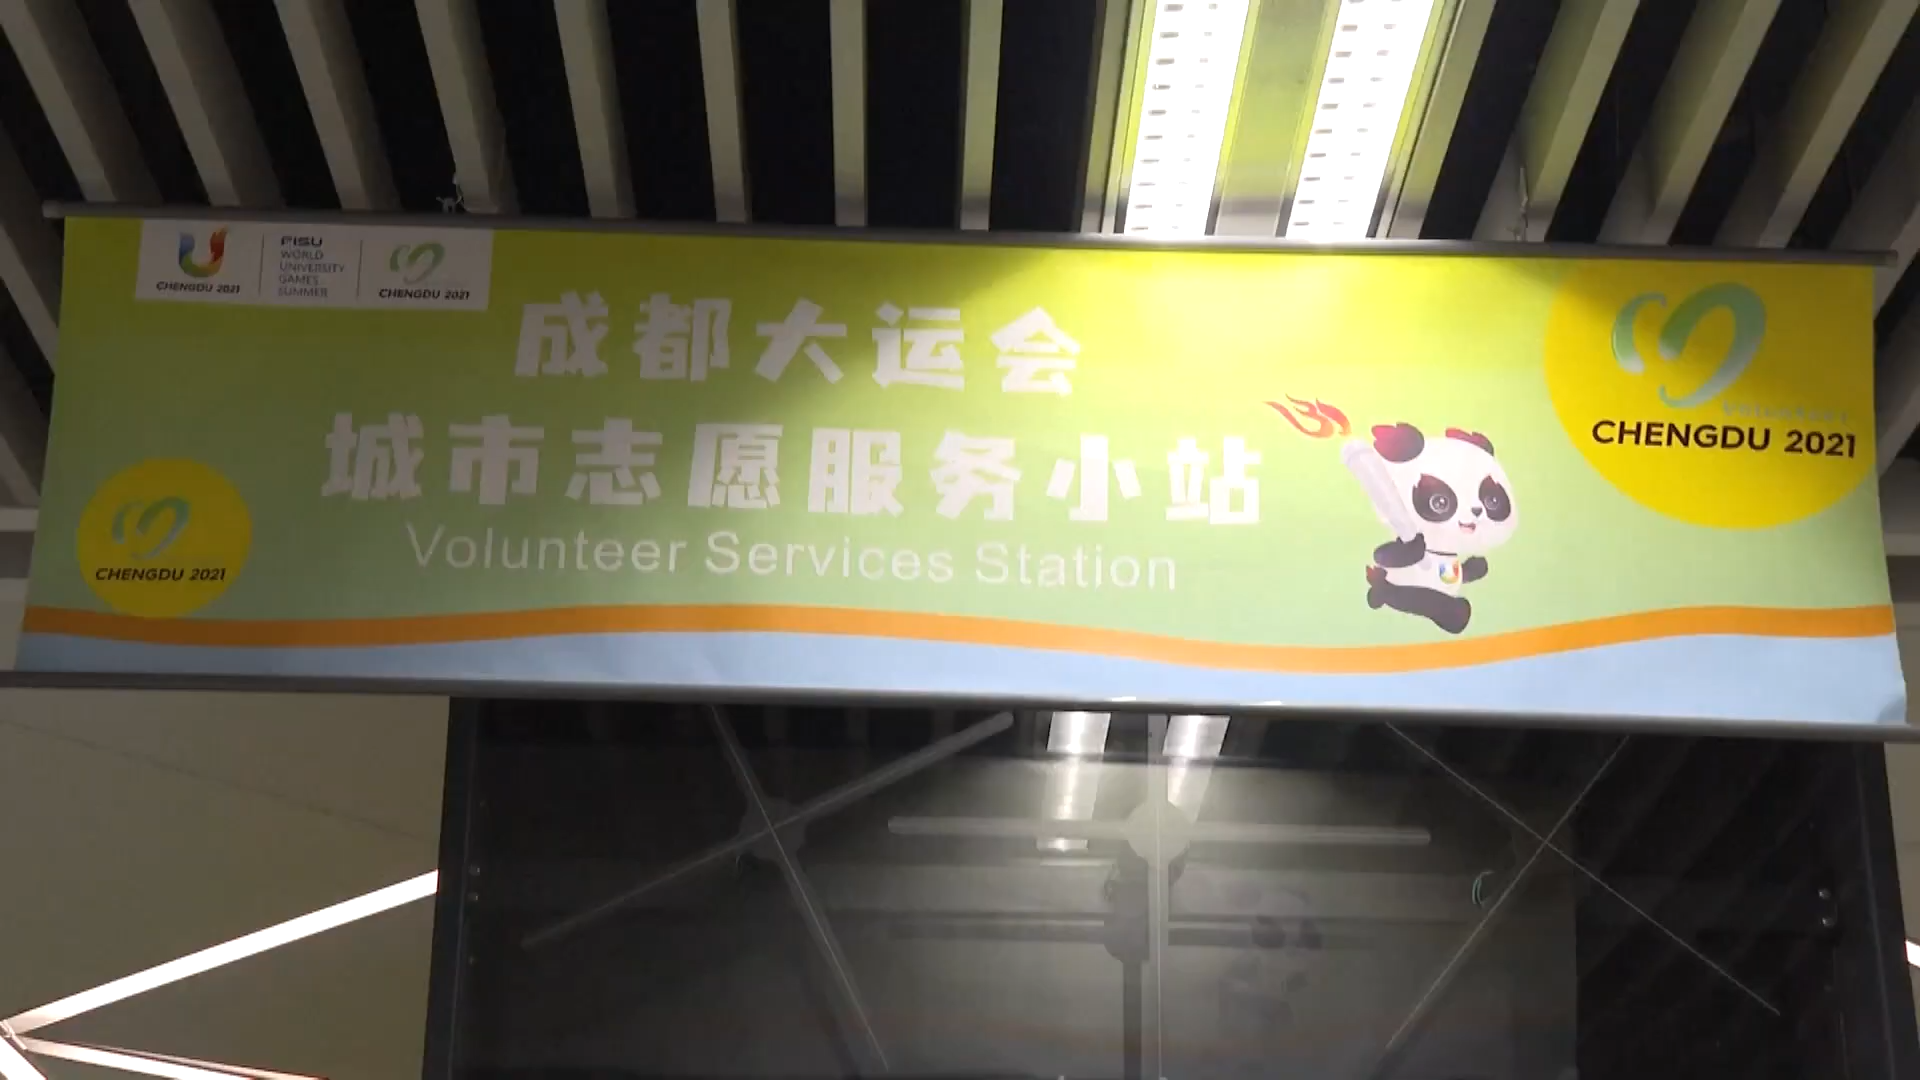 CHENGDU 2021
FISU
WORLD
UNIVERSITY
GAMES
SUMMER
CHENGDU 2021
成都大运会
城市志愿服务小站
Volunteer Services Station
CHENGDU 2021
Volunteer
CHENGDU 2021